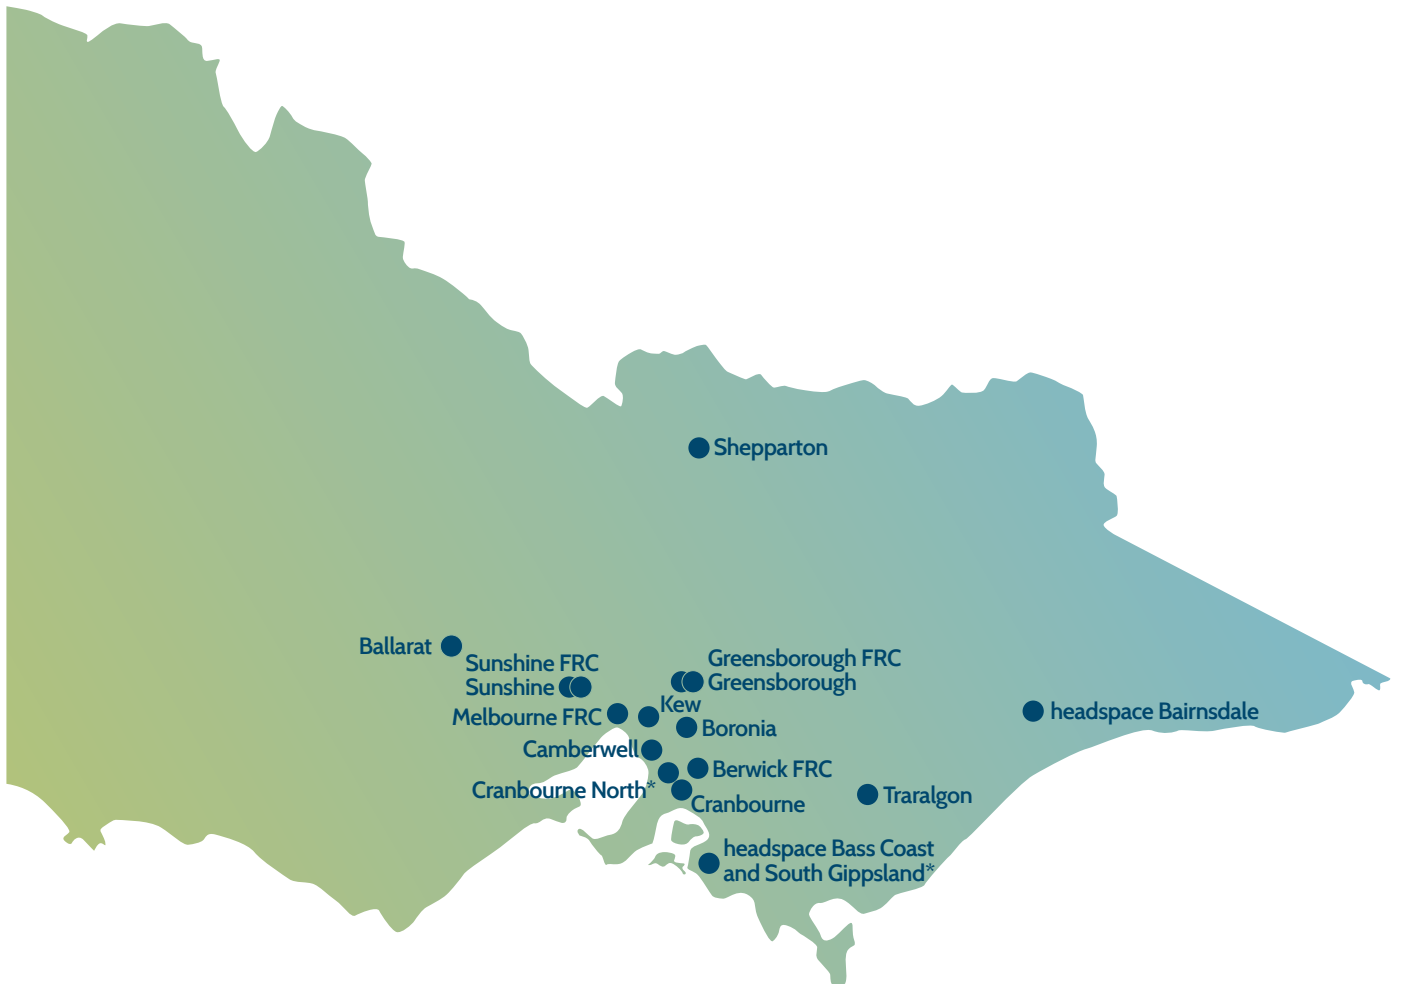 Shepparton
Ballarat
Sunshine FRC
Sunshine
Greensborough FRC
Greensborough
Melbourne FRC
Kew
Boronia
Camberwell
Berwick FRC
Cranbourne North*
Cranbourne
headspace Bairnsdale
Traralgon
headspace Bass Coast
and South Gippsland*